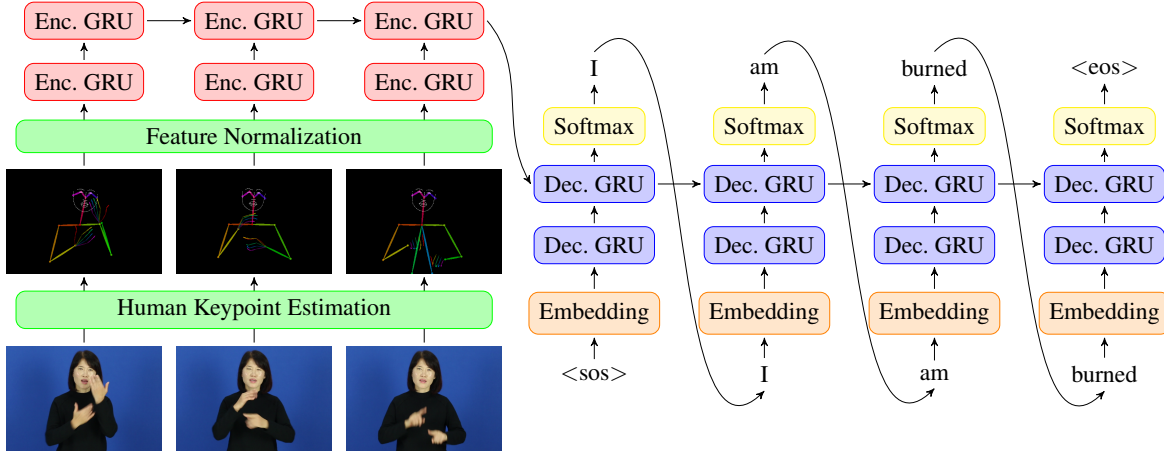 Enc. GRU Enc. GRU Enc. GRU
Enc. GRU Enc. GRU Enc. GRU
Feature Normalization
Human Keypoint Estimation
I am burned <eos>
Softmax Softmax Softmax Softmax
Dec. GRU Dec. GRU Dec. GRU Dec. GRU
Dec. GRU Dec. GRU Dec. GRU Dec. GRU
Embedding Embedding Embedding Embedding
<sos> I am burned